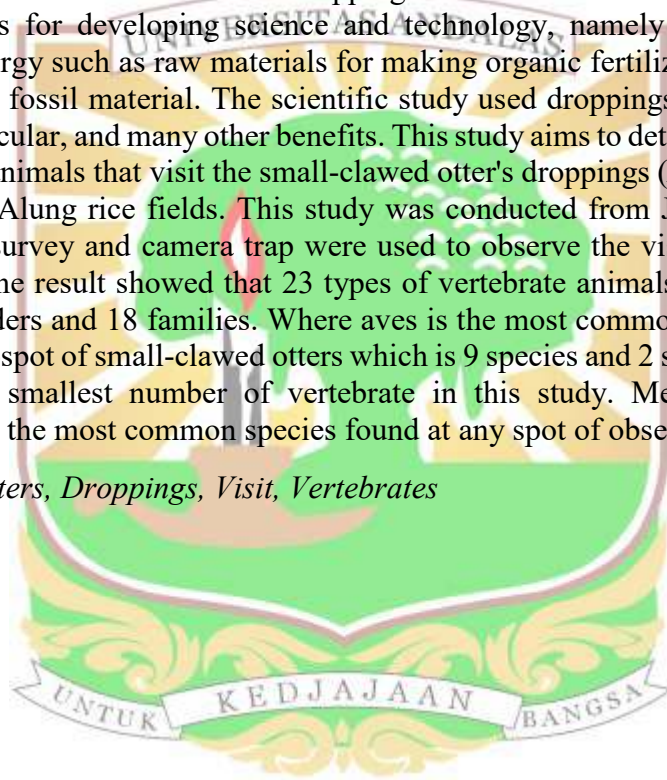 pping
s for developing science and technology, namely
UNIVERSITAS ANDALAS
rgy such as raw materials for making organic fertiliz
fossil material. The scientific study used droppings
cular, and many other benefits. This study aims to det
nimals that visit the small-clawed otter's droppings (
Alung rice fields. This study was conducted from J
survey and camera trap were used to observe the vi
ne result showed that 23 types of vertebrate animals
ders and 18 families. Where aves is the most commo
spot of small-clawed otters which is 9 species and 2 s
smallest number of vertebrate in this study. Me
the most common species found at any spot of obse
ters, Droppings, Visit, Vertebrates
UNTUK KEDJAJAAN BANGSA